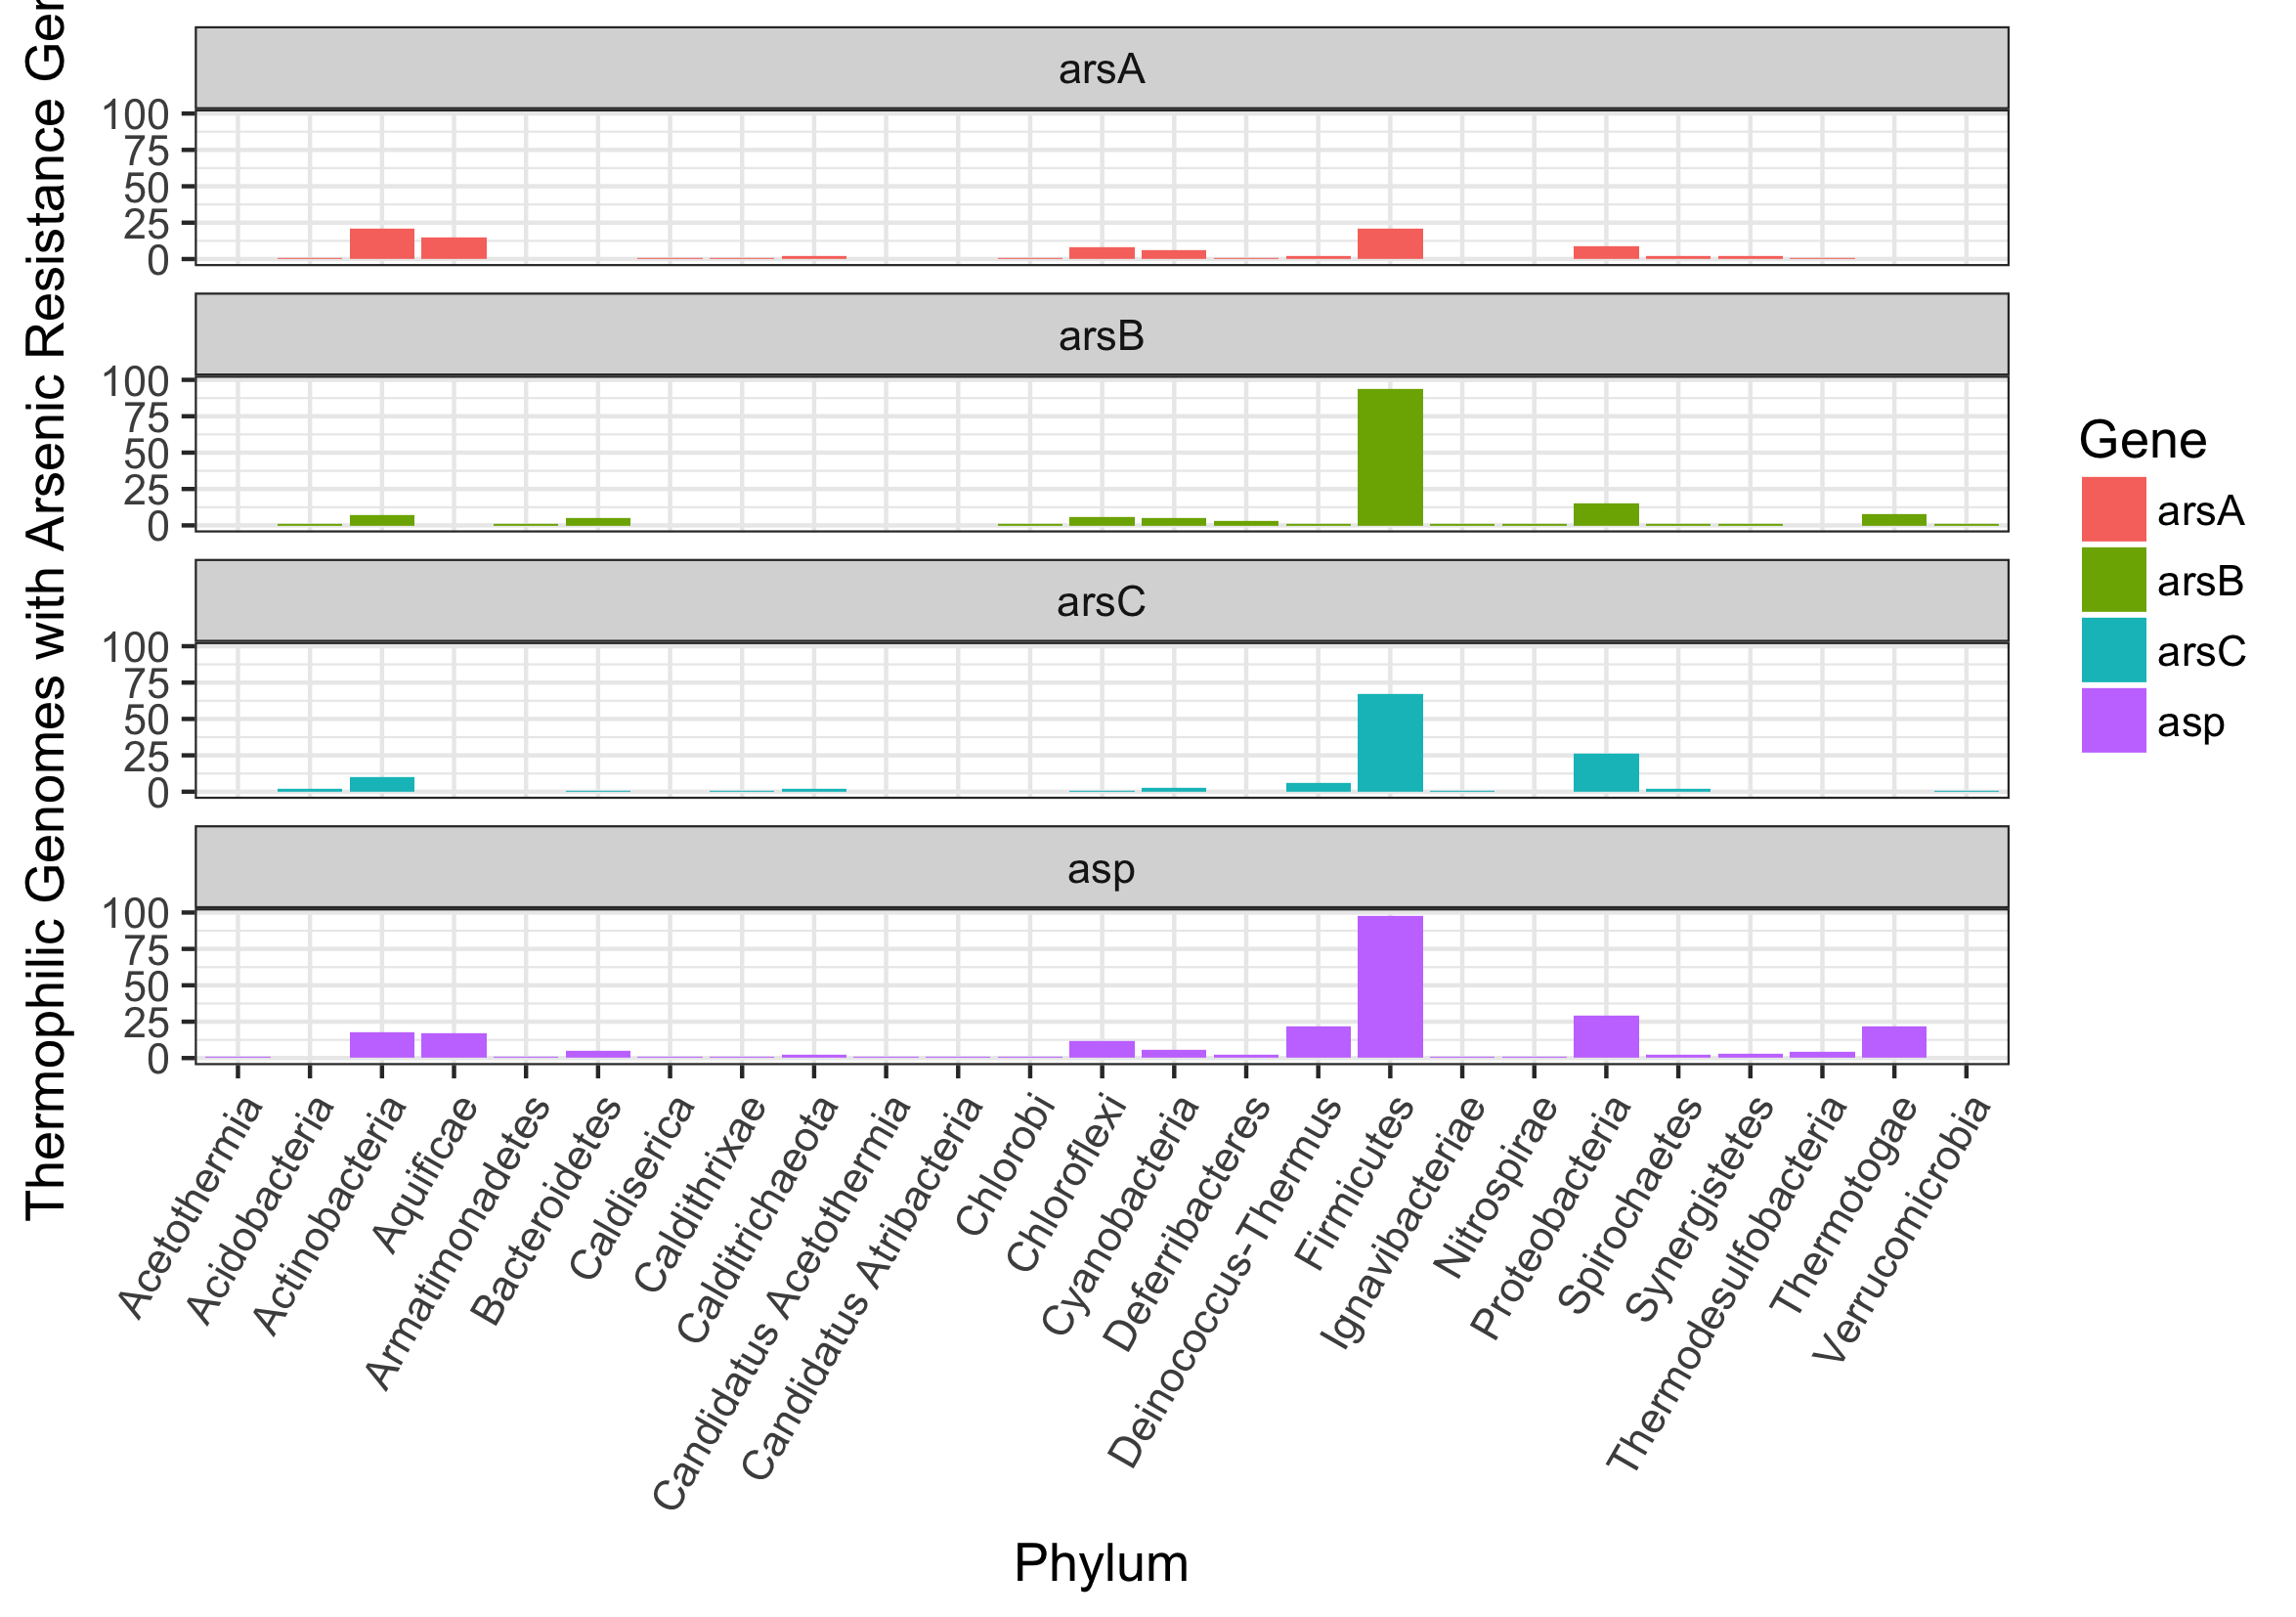 Thermophilic Genomes with Arsenic Resistance
arsA
100
75
50
25
0
arsB
100
75
50
25
0
arsC
100
75
50
25
0
asp
100
75
50
25
0
Acetothermia
Acidobacteria
Actinobacteria
Aquificae
Armatimonadetes
Bacteroidetes
Caldiserica
Caldithrixae
Calditrichaeota
Candidatus Acetothermia
Candidatus Atribacteria
Chlorobi
Chloroflexi
Cyanobacteria
Deferribacteres
Deinococcus-Thermus
Firmicutes
Ignavibacteriae
Nitrospirae
Proteobacteria
Spirochaetes
Synergistetes
Thermodesulfobacteria
Thermotogae
Verrucomicrobia
Phylum
Gene
arsA
arsB
arsC
asp